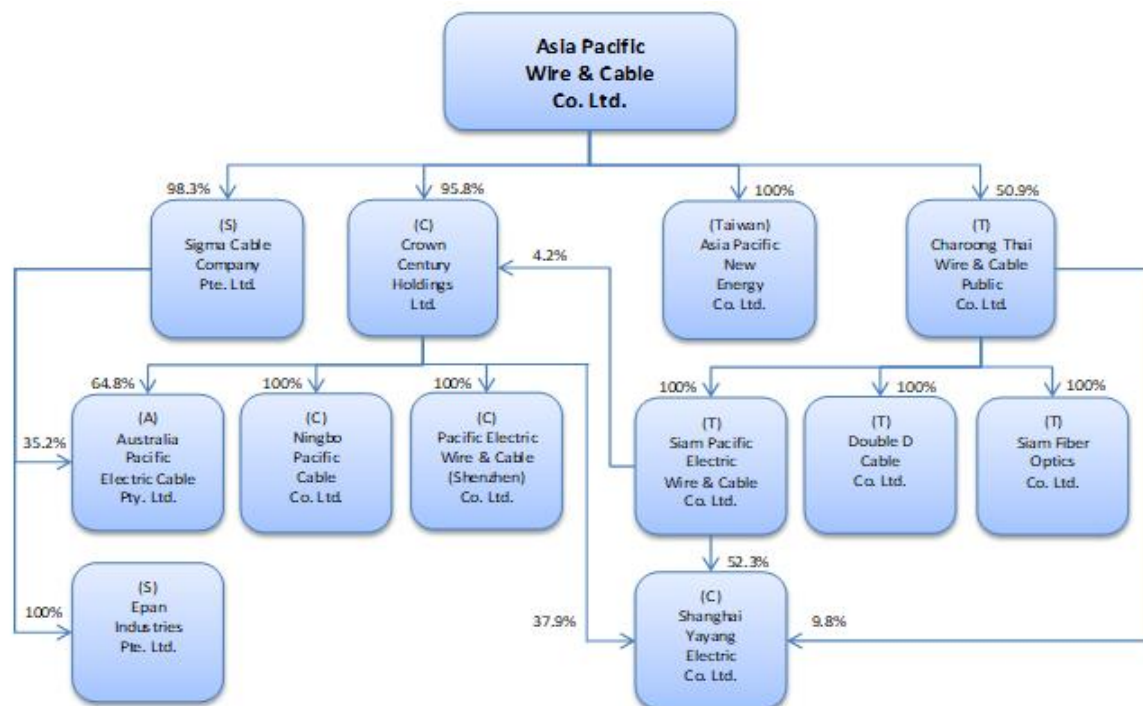 Asia Pacific
Wire & Cable
Co. Ltd.
98.3%
95.8%
100%
50.9%
(S)
Sigma Cable
Company
Pte. Ltd.
(C)
Crown
Century
Holdings
Ltd.
4.2%
(Taiwan)
Asia Pacific
New
Energy
Co. Ltd.
(T)
Charoong Thai
Wire & Cable
Public
Co. Ltd.
64.8%
100%
100%
100%
100%
100%
35.2%
(A)
Australia
Pacific
Electric Cable
Pty. Ltd.
(C)
Ningbo
Pacific
Cable
Co. Ltd.
(C)
Pacific Electric
Wire & Cable
(Shenzhen)
Co. Ltd.
(T)
Siam Pacific
Electric
Wire & Cable
Co. Ltd.
(T)
Double D
Cable
Co. Ltd.
(T)
Siam Fiber
Optics
Co. Ltd.
52.3%
100%
(S)
Epan
Industries
Pte. Ltd.
37.9%
(C)
Shanghai
Yayang
Electric
Co. Ltd.
9.8%